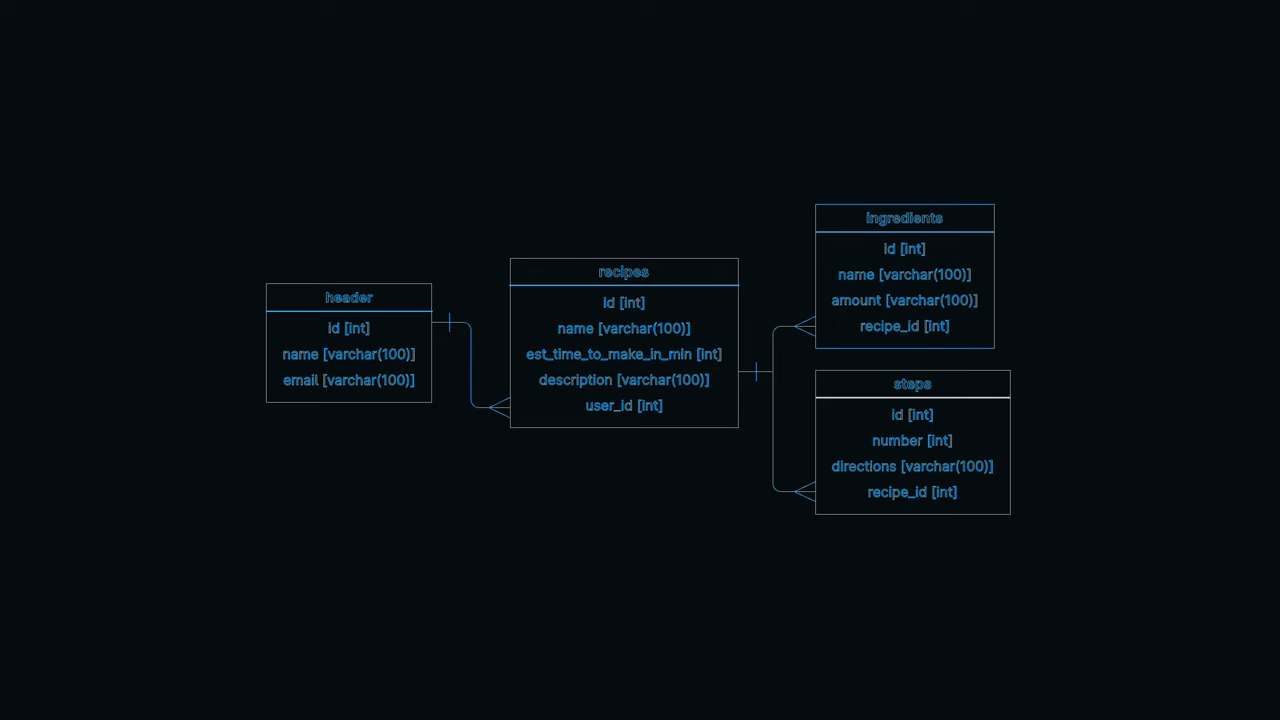 header
id [int]
name [varchar(100)]
email [varchar(100)]
recipes
id [int]
name [varchar(100)]
est_time_to_make_in_min [int]
description [varchar(100)]
user_id [int]
ingredients
id [int]
name [varchar(100)]
amount [varchar(100)]
recipe_id [int]
steps
id [int]
number [int]
directions [varchar(100)]
recipe_id [int]